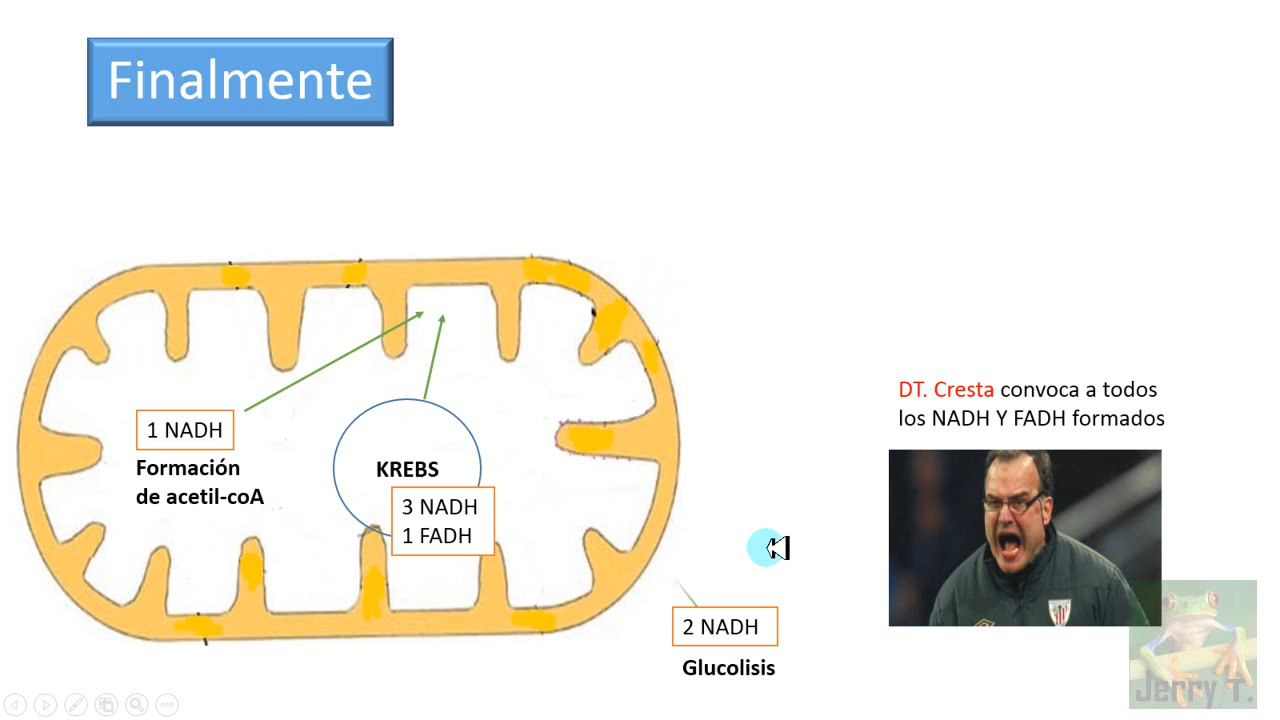 Finalmente
1 NADH
Formación
de acetil-coA
KREBS
3 NADH
1 FADH
2 NADH
Glucolisis
DT. Cresta convoca a todos
los NADH Y FADH formados
Jerry T.